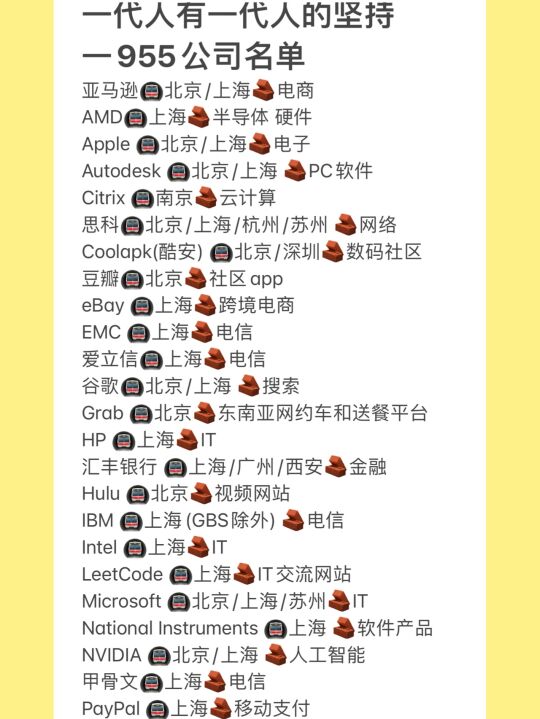 一代人有一代人的坚持
一955公司名单
亚马逊🚇北京/上海🧱电商
AMD🚇上海🧱半导体 硬件
Apple 🚇北京/上海🧱电子
Autodesk 🚇北京/上海 🧱PC软件
Citrix 🚇南京🧱云计算
思科🚇北京/上海/杭州/苏州 🧱网络
Coolapk(酷安) 🚇北京/深圳🧱数码社区
豆瓣🚇北京🧱社区app
eBay 🚇上海🧱跨境电商
EMC 🚇上海🧱电信
爱立信🚇上海🧱电信
谷歌🚇北京/上海 🧱搜索
Grab 🚇北京🧱东南亚网约车和送餐平台
HP 🚇上海🧱IT
汇丰银行 🚇上海/广州/西安🧱金融
Hulu 🚇北京🧱视频网站
IBM 🚇上海(GBS除外) 🧱电信
Intel 🚇上海🧱IT
LeetCode 🚇上海🧱IT交流网站
Microsoft 🚇北京/上海/苏州🧱IT
National Instruments 🚇上海 🧱软件产品
NVIDIA 🚇北京/上海 🧱人工智能
甲骨文🚇上海🧱电信
PayPal 🚇上海🧱移动支付